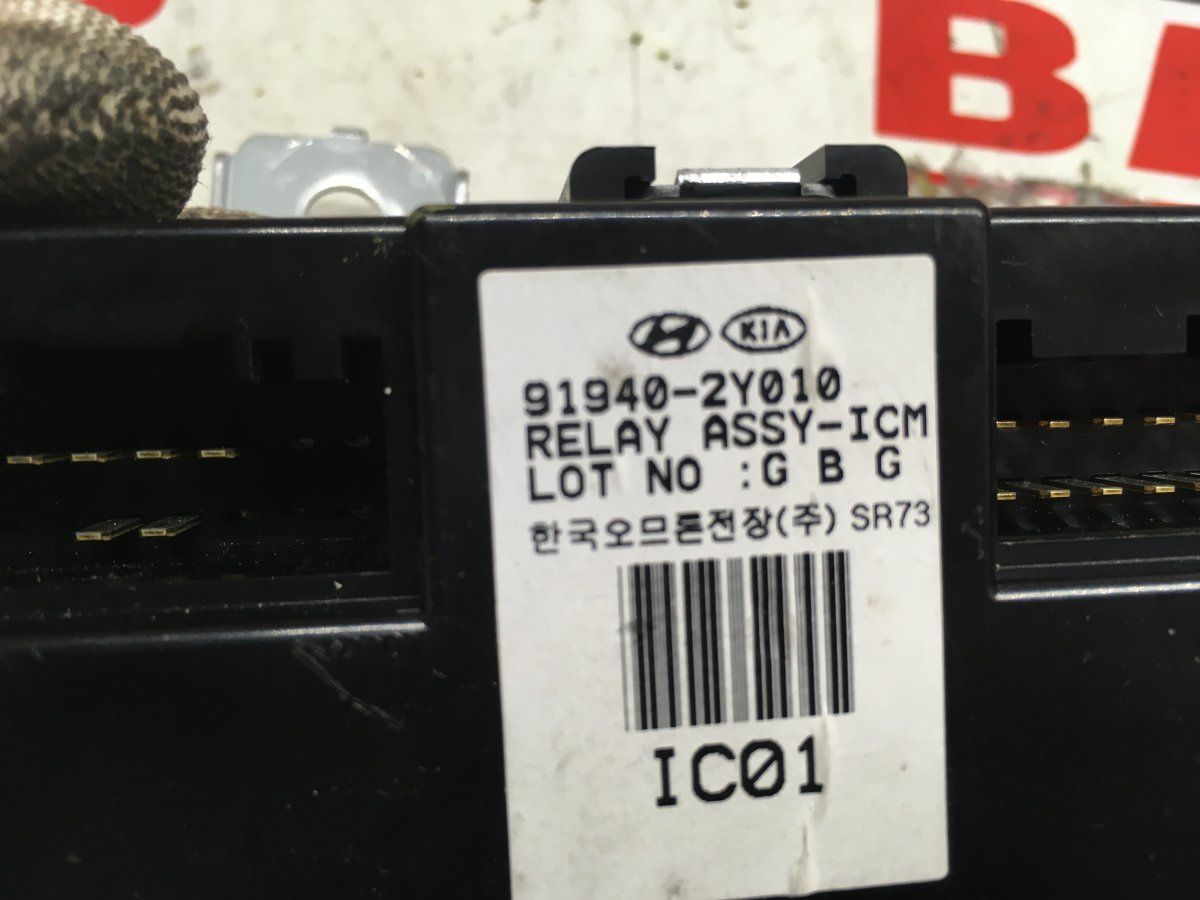 B
KIA
91940-2Y010
RELAY ASSY-ICM
LOT NO :G B G
한국오므론전장(주) SR73
IC01